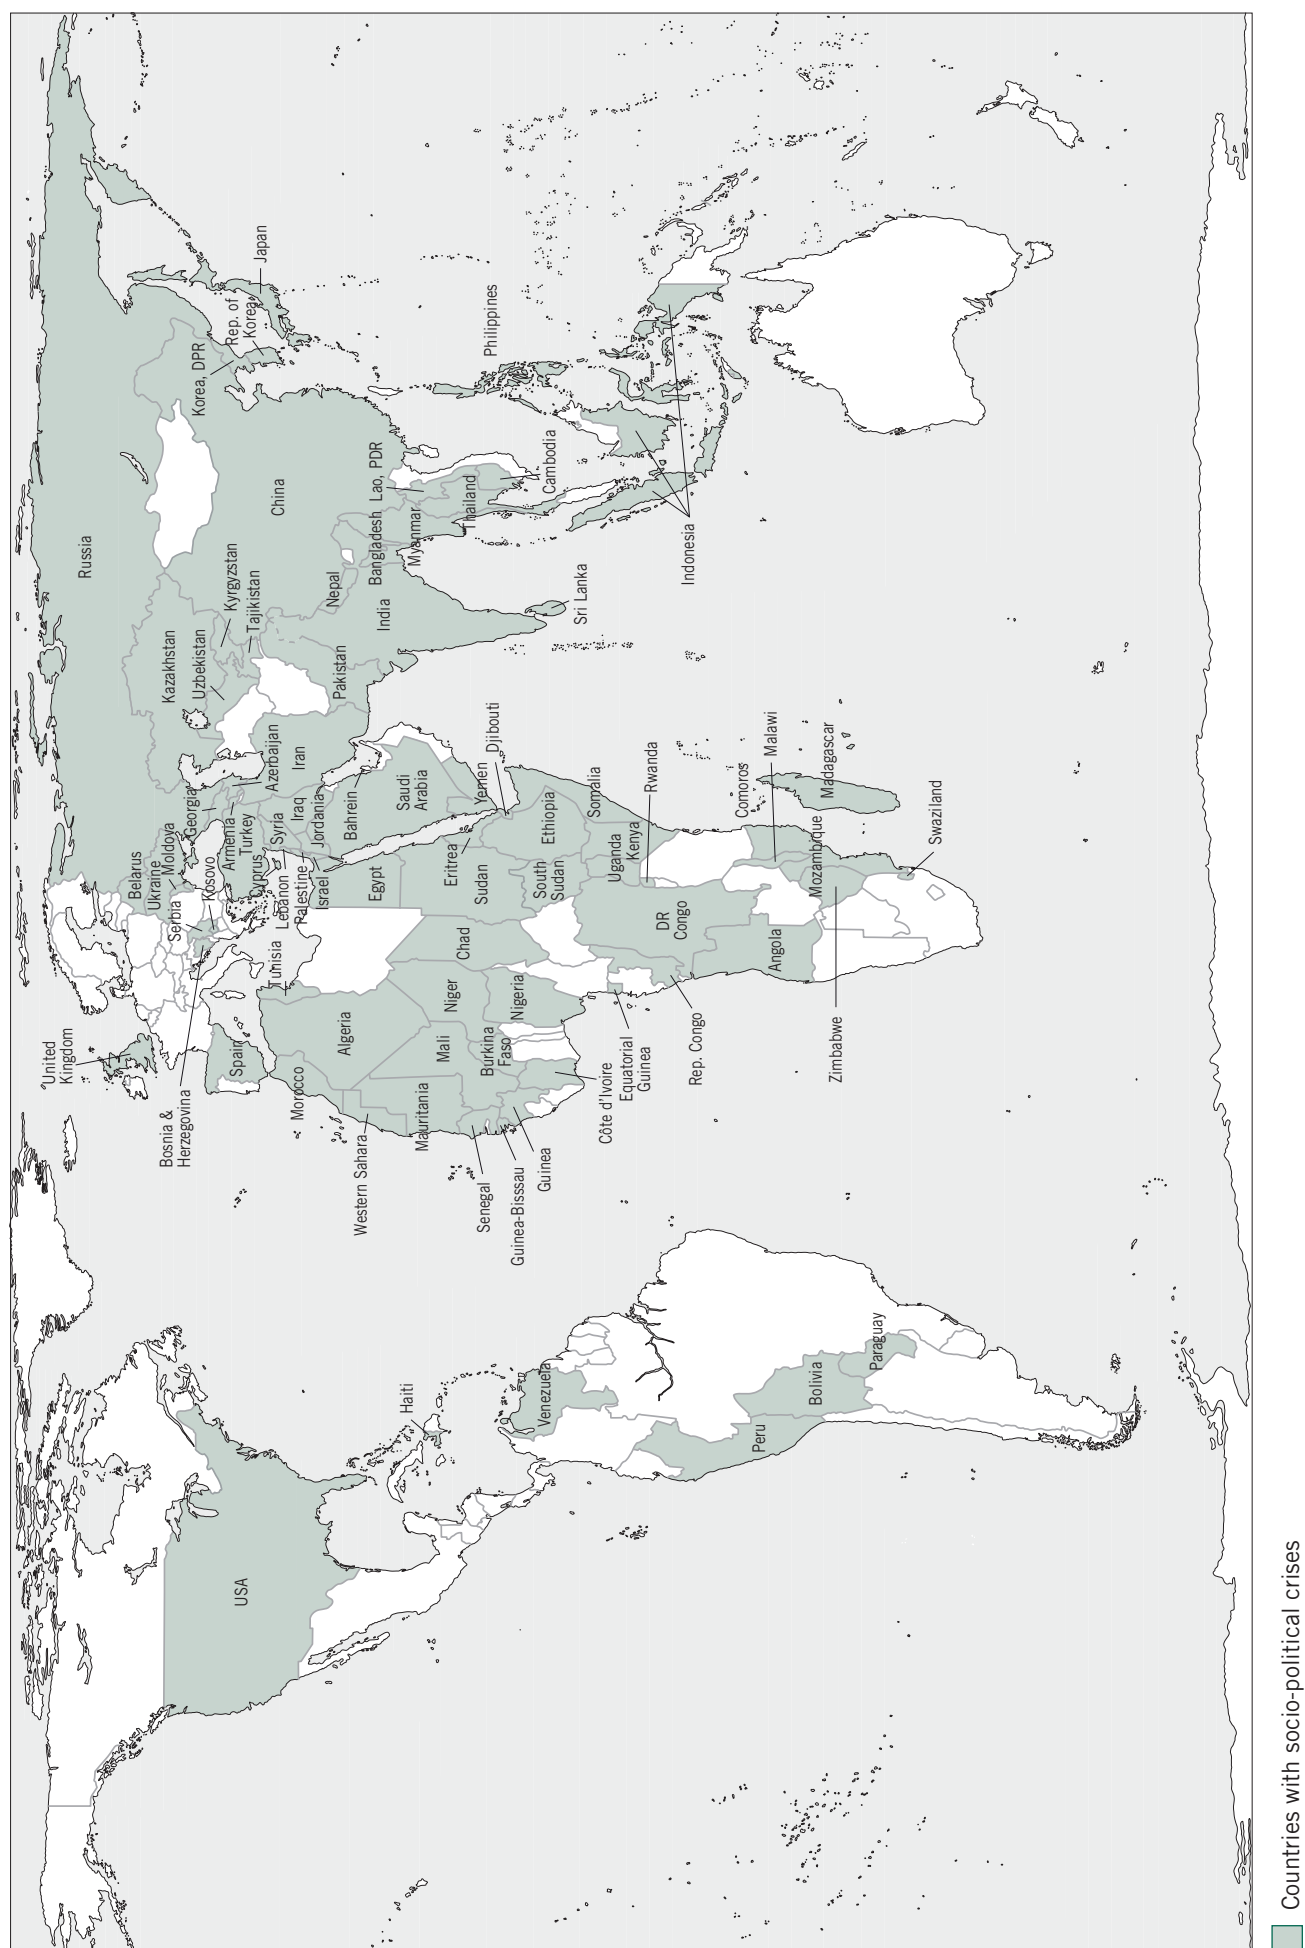 USA
Haiti
Venezuela
Peru
Bolivia
Paraguay
United
Kingdom
Bosnia &
Herzegovina
Spain
Morocco
Western Sahara
Mauritania
Senegal
Guinea-Bisssau
Guinea
Côte d'Ivoire
Algeria
Mali
Burkina
Faso
Niger
Nigeria
Chad
Tunisia
Equatorial
Guinea
Rep. Congo
DR
Congo
Angola
Zimbabwe
Belarus
Ukraine
Moldova
Serbia
Kosovo
Georgia
Armenia
Turkey
Azerbaijan
Cyprus
Lebanon
Palestine
Israel
Syria
Iraq
Jordania
Iran
Bahrein
Saudi
Arabia
Yemen
Djibouti
Egypt
Eritrea
Sudan
South
Sudan
Ethiopia
Somalia
Uganda
Kenya
Rwanda
Comoros
Malawi
Mozambique
Madagascar
Swaziland
Russia
Kazakhstan
Uzbekistan
Kyrgyzstan
Tajikistan
Pakistan
India
Nepal
Bangladesh
Myanmar
Sri Lanka
China
Lao, PDR
Thailand
Cambodia
Korea, DPR
Rep. of
Korea
Japan
Philippines
Indonesia
Countries with socio-political crises